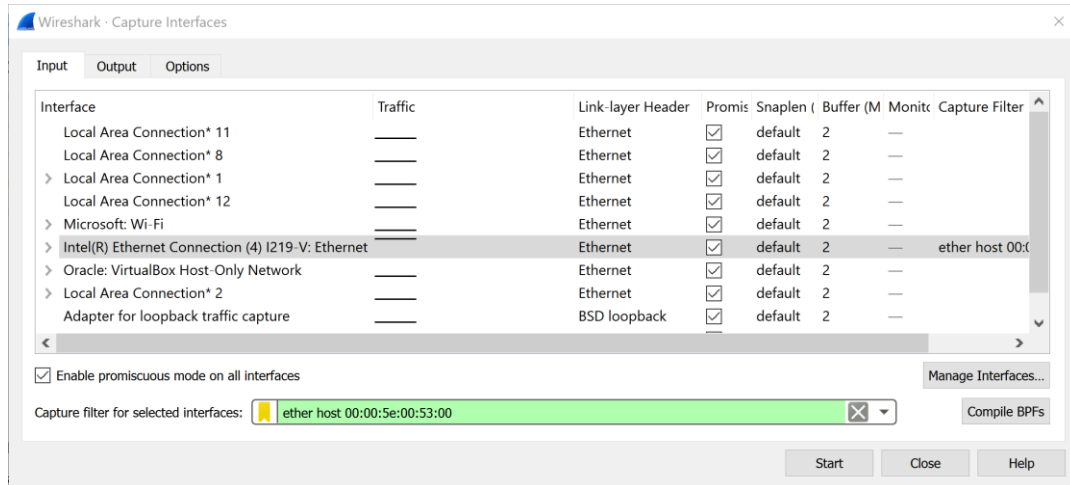 Wireshark · Capture Interfaces
Input Output Options
Interface Traffic Link-layer Header Promis Snaplen ( Buffer (M Monito Capture Filter
Local Area Connection* 11 Ethernet default 2 —
Local Area Connection* 8 Ethernet default 2 —
Local Area Connection* 1 Ethernet default 2 —
Local Area Connection* 12 Ethernet default 2 —
Microsoft: Wi-Fi Ethernet default 2 —
Intel(R) Ethernet Connection (4) I219-V: Ethernet Ethernet default 2 — ether host 00:0
Oracle: VirtualBox Host-Only Network Ethernet default 2 —
Local Area Connection* 2 Ethernet default 2 —
Adapter for loopback traffic capture BSD loopback default 2 —
Enable promiscuous mode on all interfaces Manage Interfaces...
Capture filter for selected interfaces: ether host 00:00:5e:00:53:00 Compile BPFs
Start Close Help